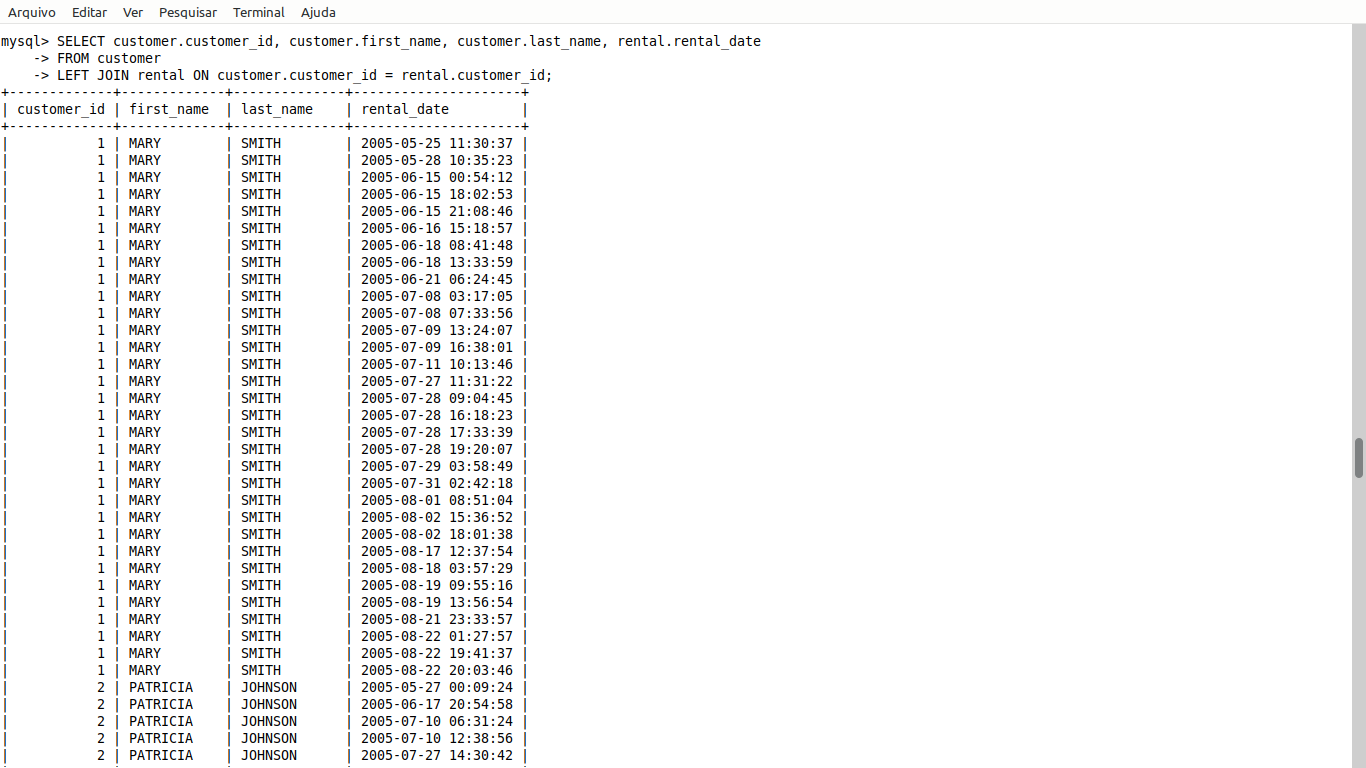 Arquivo Editar Ver Pesquisar Terminal Ajuda
mysql> SELECT customer.customer_id, customer.first_name, customer.last_name, rental.rental_date
    -> FROM customer
    -> LEFT JOIN rental ON customer.customer_id = rental.customer_id;
+-------------+-------------+--------------+---------------------+
| customer_id | first_name  | last_name    | rental_date         |
+-------------+-------------+--------------+---------------------+
|           1 | MARY        | SMITH        | 2005-05-25 11:30:37 |
|           1 | MARY        | SMITH        | 2005-05-28 10:35:23 |
|           1 | MARY        | SMITH        | 2005-06-15 00:54:12 |
|           1 | MARY        | SMITH        | 2005-06-15 18:02:53 |
|           1 | MARY        | SMITH        | 2005-06-15 21:08:46 |
|           1 | MARY        | SMITH        | 2005-06-16 15:18:57 |
|           1 | MARY        | SMITH        | 2005-06-18 08:41:48 |
|           1 | MARY        | SMITH        | 2005-06-18 13:33:59 |
|           1 | MARY        | SMITH        | 2005-06-21 06:24:45 |
|           1 | MARY        | SMITH        | 2005-07-08 03:17:05 |
|           1 | MARY        | SMITH        | 2005-07-08 07:33:56 |
|           1 | MARY        | SMITH        | 2005-07-09 13:24:07 |
|           1 | MARY        | SMITH        | 2005-07-09 16:38:01 |
|           1 | MARY        | SMITH        | 2005-07-11 10:13:46 |
|           1 | MARY        | SMITH        | 2005-07-27 11:31:22 |
|           1 | MARY        | SMITH        | 2005-07-28 09:04:45 |
|           1 | MARY        | SMITH        | 2005-07-28 16:18:23 |
|           1 | MARY        | SMITH        | 2005-07-28 17:33:39 |
|           1 | MARY        | SMITH        | 2005-07-28 19:20:07 |
|           1 | MARY        | SMITH        | 2005-07-29 03:58:49 |
|           1 | MARY        | SMITH        | 2005-07-31 02:42:18 |
|           1 | MARY        | SMITH        | 2005-08-01 08:51:04 |
|           1 | MARY        | SMITH        | 2005-08-02 15:36:52 |
|           1 | MARY        | SMITH        | 2005-08-02 18:01:38 |
|           1 | MARY        | SMITH        | 2005-08-17 12:37:54 |
|           1 | MARY        | SMITH        | 2005-08-18 03:57:29 |
|           1 | MARY        | SMITH        | 2005-08-19 09:55:16 |
|           1 | MARY        | SMITH        | 2005-08-19 13:56:54 |
|           1 | MARY        | SMITH        | 2005-08-21 23:33:57 |
|           1 | MARY        | SMITH        | 2005-08-22 01:27:57 |
|           1 | MARY        | SMITH        | 2005-08-22 19:41:37 |
|           1 | MARY        | SMITH        | 2005-08-22 20:03:46 |
|           2 | PATRICIA    | JOHNSON      | 2005-05-27 00:09:24 |
|           2 | PATRICIA    | JOHNSON      | 2005-06-17 20:54:58 |
|           2 | PATRICIA    | JOHNSON      | 2005-07-10 06:31:24 |
|           2 | PATRICIA    | JOHNSON      | 2005-07-10 12:38:56 |
|           2 | PATRICIA    | JOHNSON      | 2005-07-27 14:30:42 |